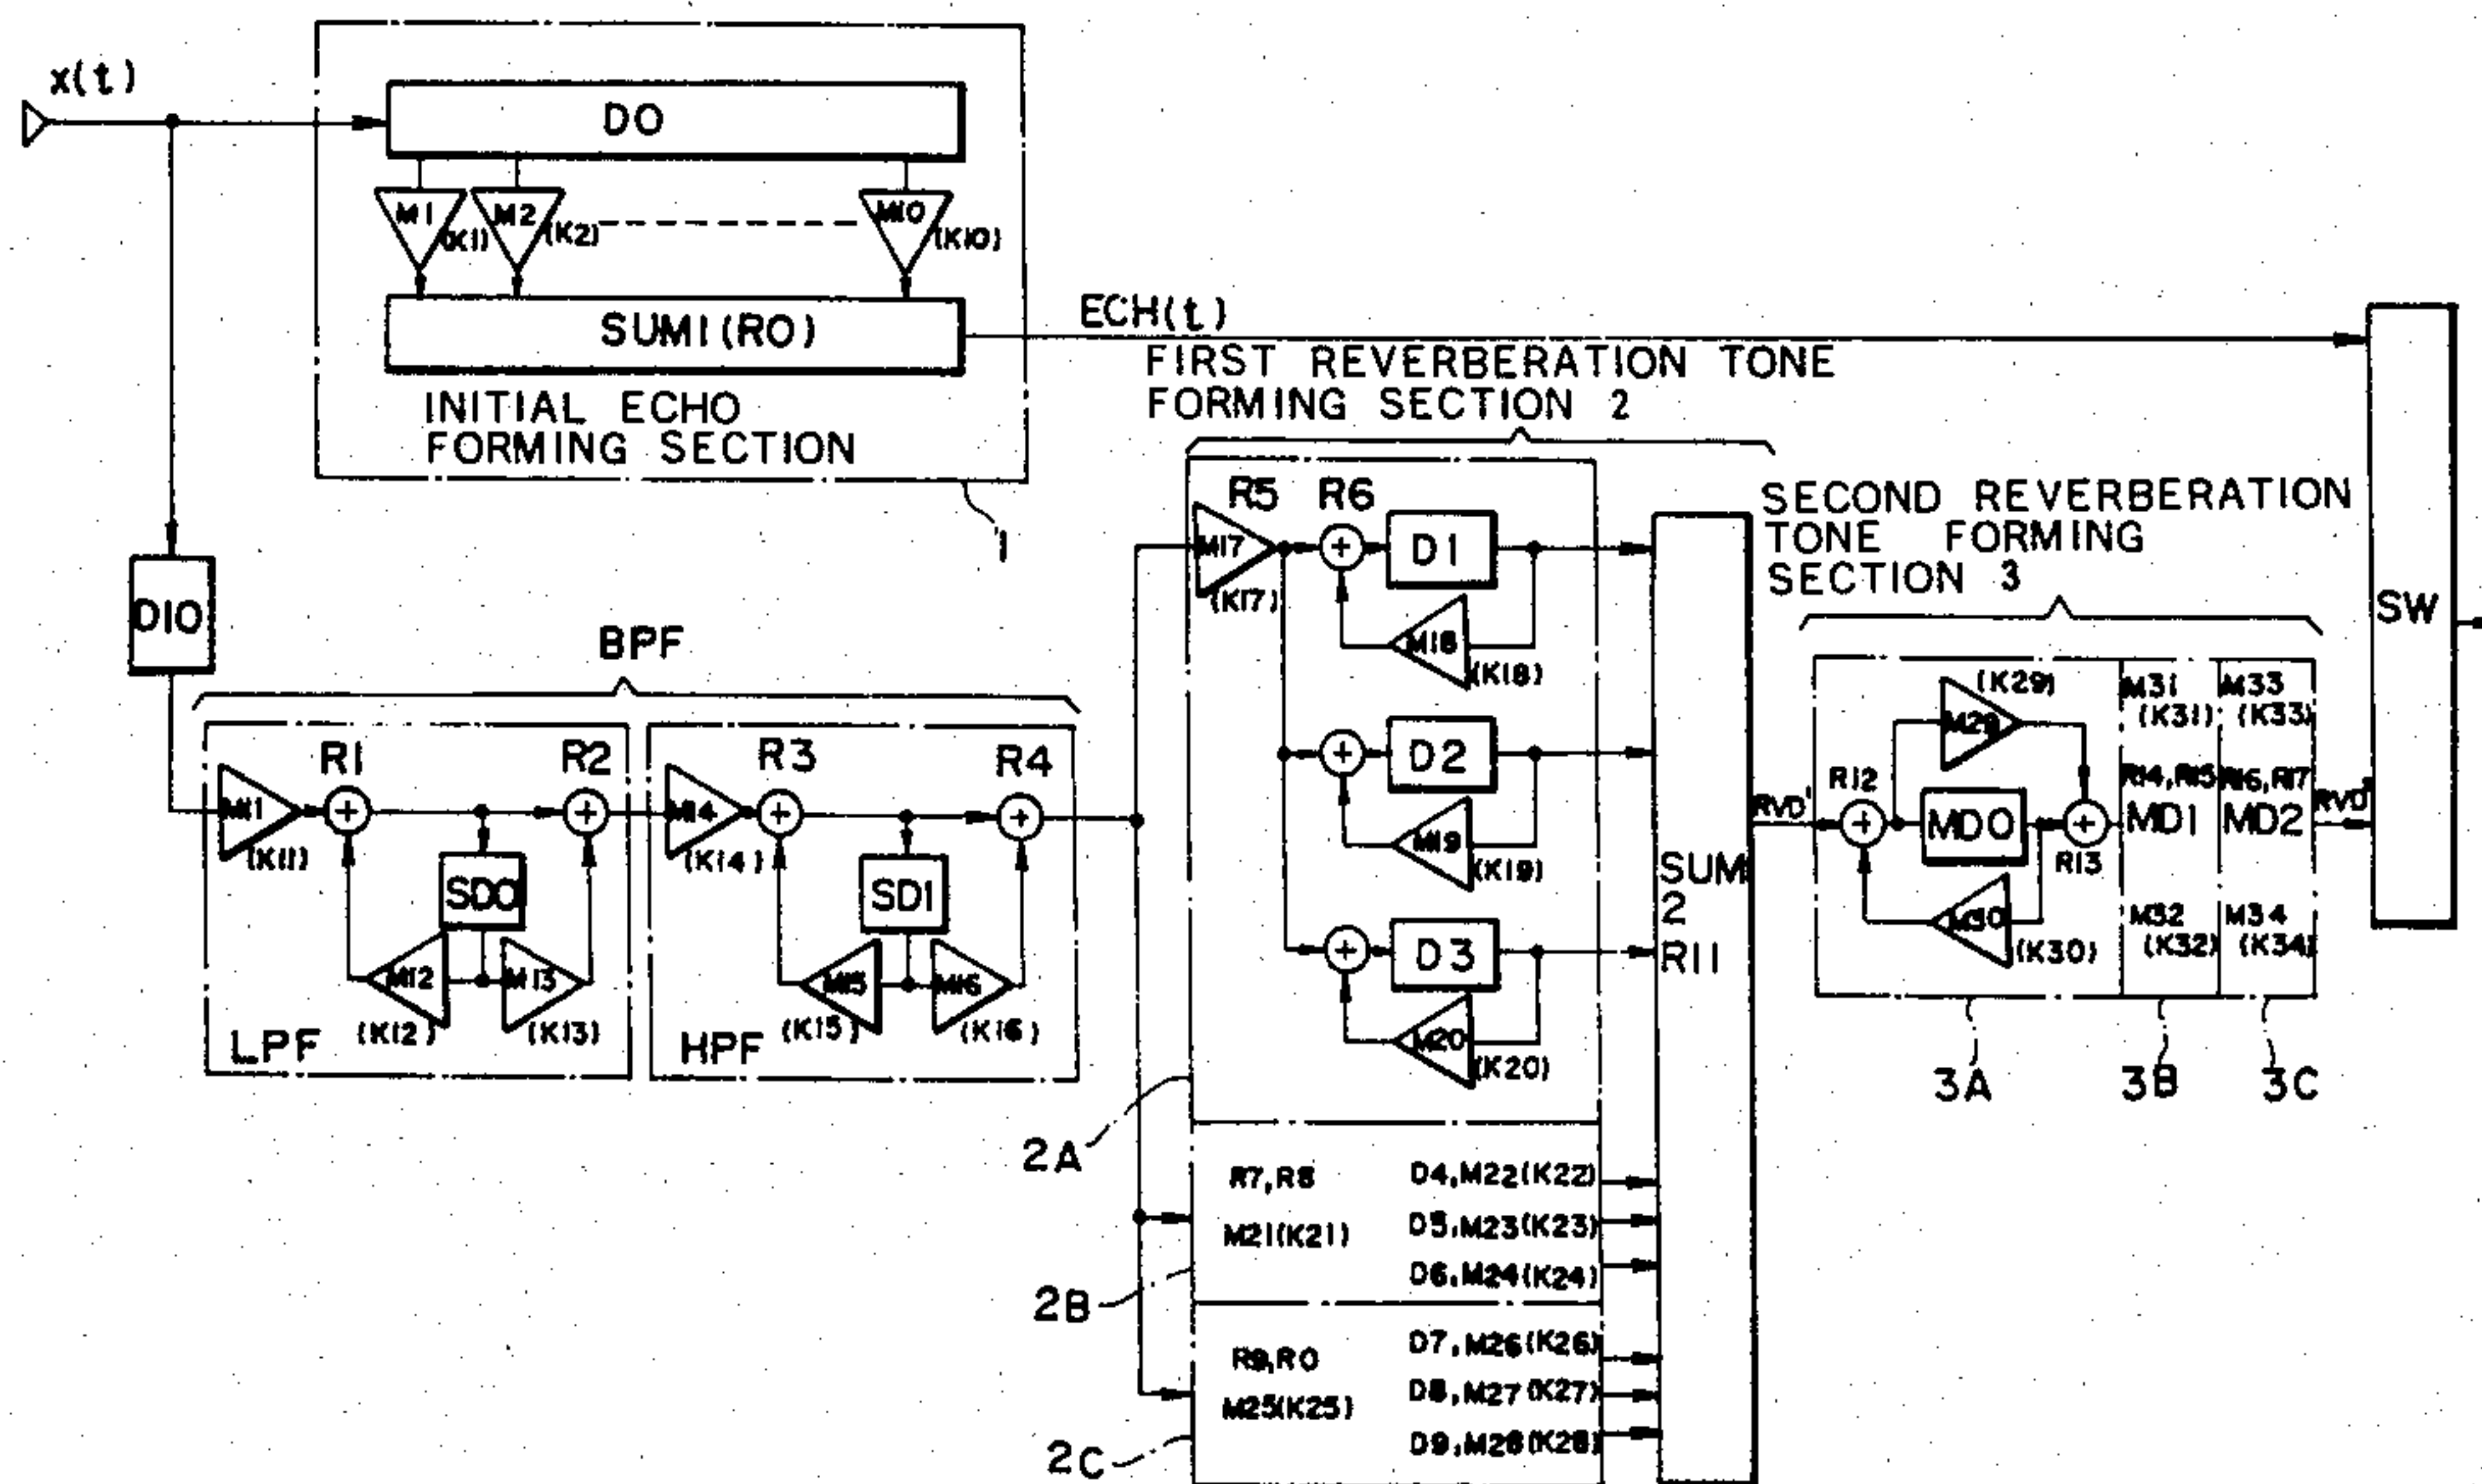 x(t)
DO
M1
(K1)
M2
(K2)
M10
(K10)
SUM1(RO)
ECH(t)
INITIAL ECHO
FORMING SECTION
1
FIRST REVERBERATION TONE
FORMING SECTION 2
SECOND REVERBERATION
TONE FORMING
SECTION 3
SW
D10
BPF
M11
(K11)
R1
R2
SD0
M12
(K12)
M13
(K13)
LPF
M14
(K14)
R3
R4
SD1
M15
(K15)
M16
(K16)
HPF
R5
M17
(K17)
R6
D1
M18
(K18)
D2
M19
(K19)
D3
M20
(K20)
2A
R7,R8
M21(K21)
D4,M22(K22)
D5,M23(K23)
D6,M24(K24)
2B
R9,RO
M25(K25)
D7,M26(K26)
D8,M27(K27)
D9,M28(K28)
2C
SUM
2
R11
RVD'
R12
M29
(K29)
MD0
R13
M30
(K30)
M31
(K31)
R14,R15
MD1
M32
(K32)
M33
(K33)
R16,R17
MD2
M34
(K34)
RVD
3A
3B
3C